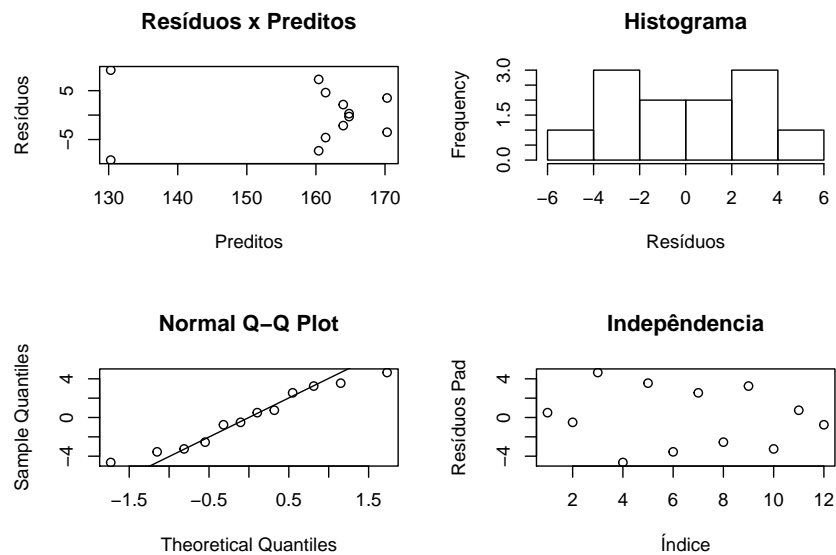 Resíduos x Preditos
Resíduos
5
−5
130 140 150 160 170
Preditos
Histograma
Frequency
0.0 1.5 3.0
−6 −4 −2 0 2 4 6
Resíduos
Normal Q−Q Plot
Sample Quantiles
−4 0 4
−1.5 −0.5 0.5 1.5
Theoretical Quantiles
Indepêndencia
Resíduos Pad
−4 0 4
2 4 6 8 10 12
Índice